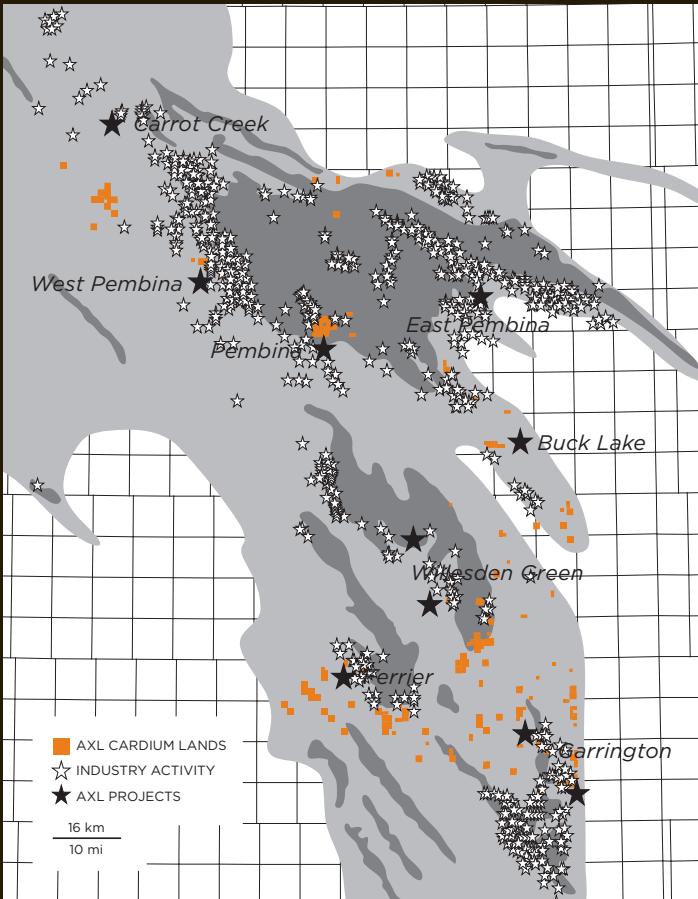 Carrot Creek
West Pembina
East Pembina
Pembina
Buck Lake
Willesden Green
Ferrier
Garrington
AXL CARDIUM LANDS
INDUSTRY ACTIVITY
AXL PROJECTS
16 km
10 mi